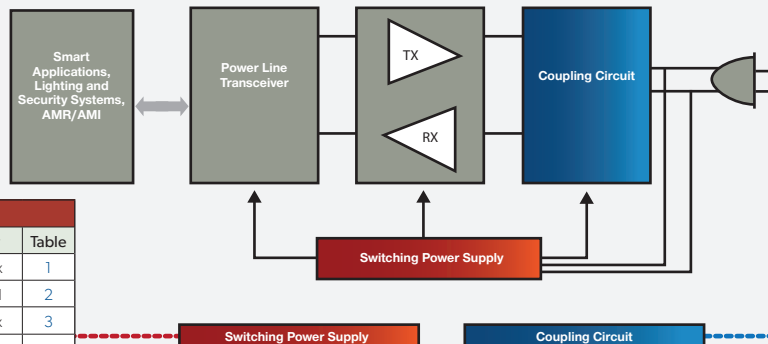 Smart
Applications,
Lighting and
Security Systems,
AMR/AMI
Power Line
Transceiver
TX
RX
Coupling Circuit
Switching Power Supply
Table
1
2
3
Switching Power Supply
Coupling Circuit